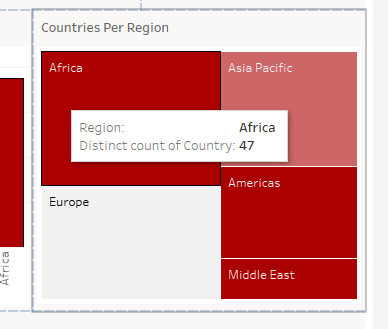 Countries Per Region
Africa
Asia Pacific
Region: Africa
Distinct count of Country: 47
Europe
Americas
Middle East
Africa